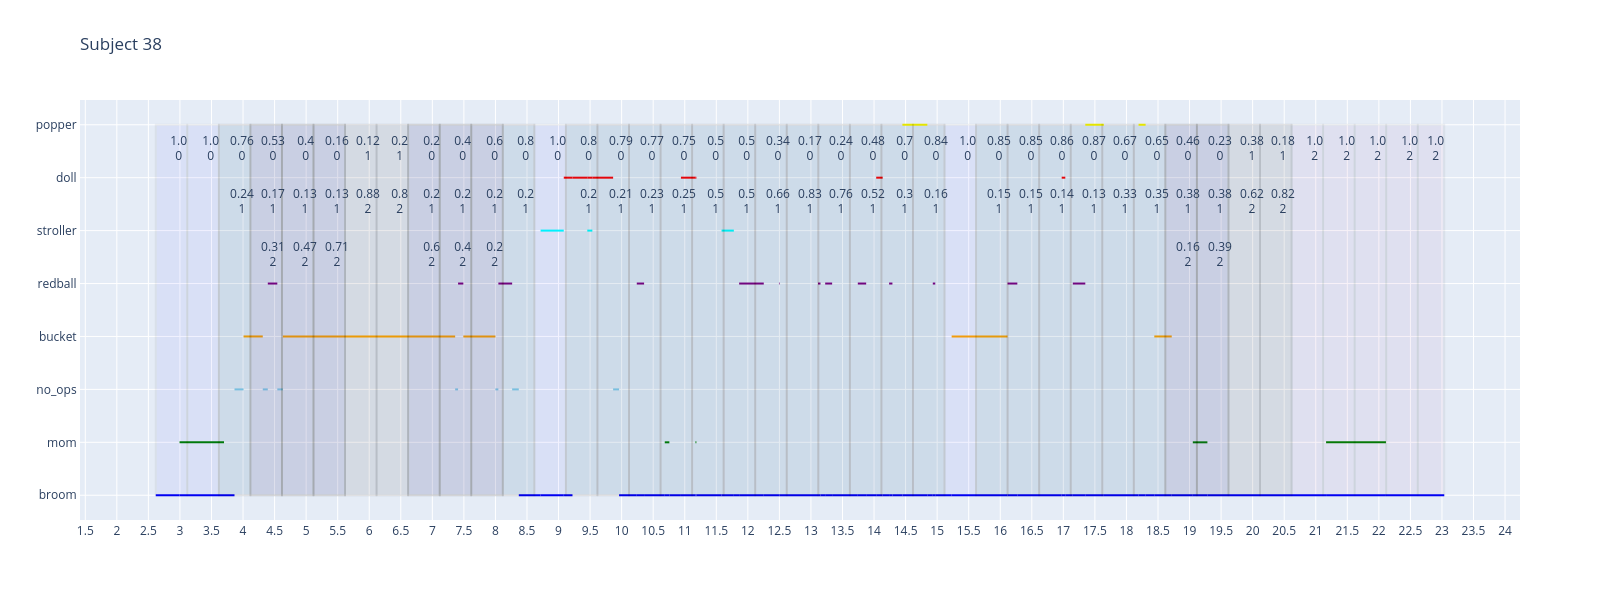 Subject 38
popper
1.0 1.0 0.76 0.53 0.4 0.16 0.12 0.2 0.2 0.4 0.6 0.8 1.0 0.8 0.79 0.77 0.75 0.5 0.5 0.34 0.17 0.24 0.48 0.7 0.84 1.0 0.85 0.85 0.86 0.87 0.67 0.65 0.46 0.23 0.38 0.18 1.0 1.0 1.0 1.0 1.0
0 0 0 0 0 0 1 1 0 0 0 0 0 0 0 0 0 0 0 0 0 0 0 0 0 0 0 0 0 0 0 0 0 0 1 1 2 2 2 2 2
doll
0.24 0.17 0.13 0.13 0.88 0.8 0.2 0.2 0.2 0.2 0.2 0.21 0.23 0.25 0.5 0.5 0.66 0.83 0.76 0.52 0.3 0.16 0.15 0.15 0.14 0.13 0.33 0.35 0.38 0.38 0.62 0.82
1 1 1 1 2 2 1 1 1 1 1 1 1 1 1 1 1 1 1 1 1 1 1 1 1 1 1 1 1 1 2 2
stroller
0.31 0.47 0.71 0.6 0.4 0.2 0.16 0.39
2 2 2 2 2 2 2 2
redball
bucket
no_ops
mom
broom
1.5 2 2.5 3 3.5 4 4.5 5 5.5 6 6.5 7 7.5 8 8.5 9 9.5 10 10.5 11 11.5 12 12.5 13 13.5 14 14.5 15 15.5 16 16.5 17 17.5 18 18.5 19 19.5 20 20.5 21 21.5 22 22.5 23 23.5 24